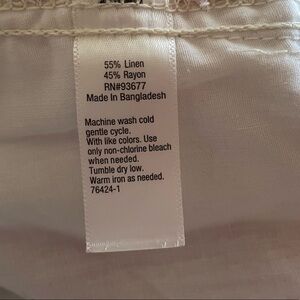 55% Linen
45% Rayon
RN#93677
Made In Bangladesh
Machine wash cold
gentle cycle.
With like colors. Use
only non-chlorine bleach
when needed.
Tumble dry low.
Warm iron as needed.
76424-1